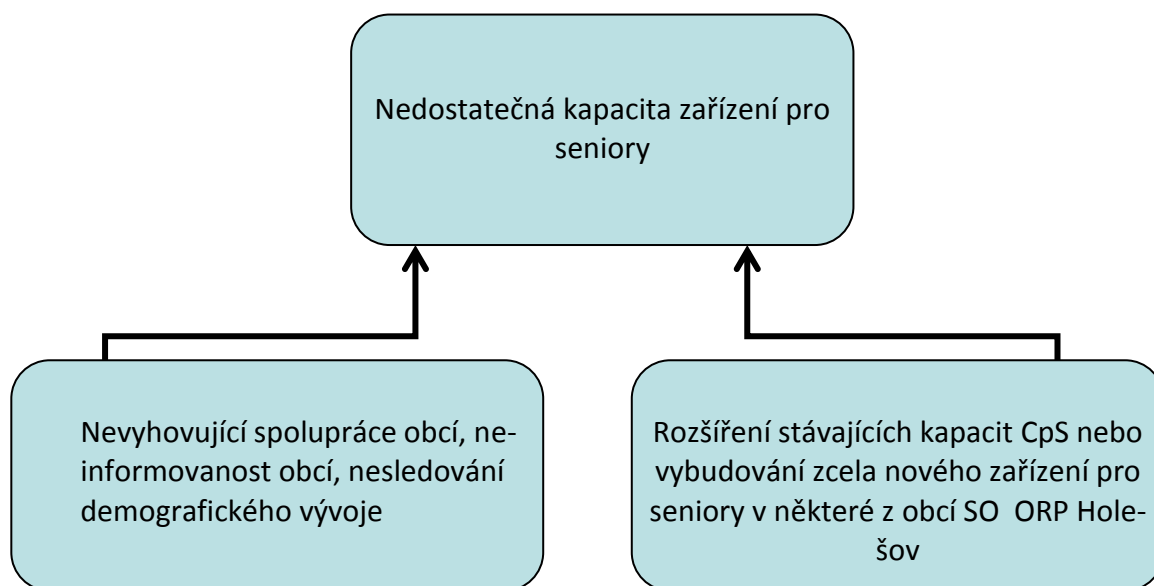 Nedostatečná kapacita zařízení pro
seniory
Nevyhovující spolupráce obcí, ne-
informovanost obcí, nesledování
demografického vývoje
Rozšíření stávajících kapacit CpS nebo
vybudování zcela nového zařízení pro
seniory v některé z obcí SO  ORP Hole-
šov